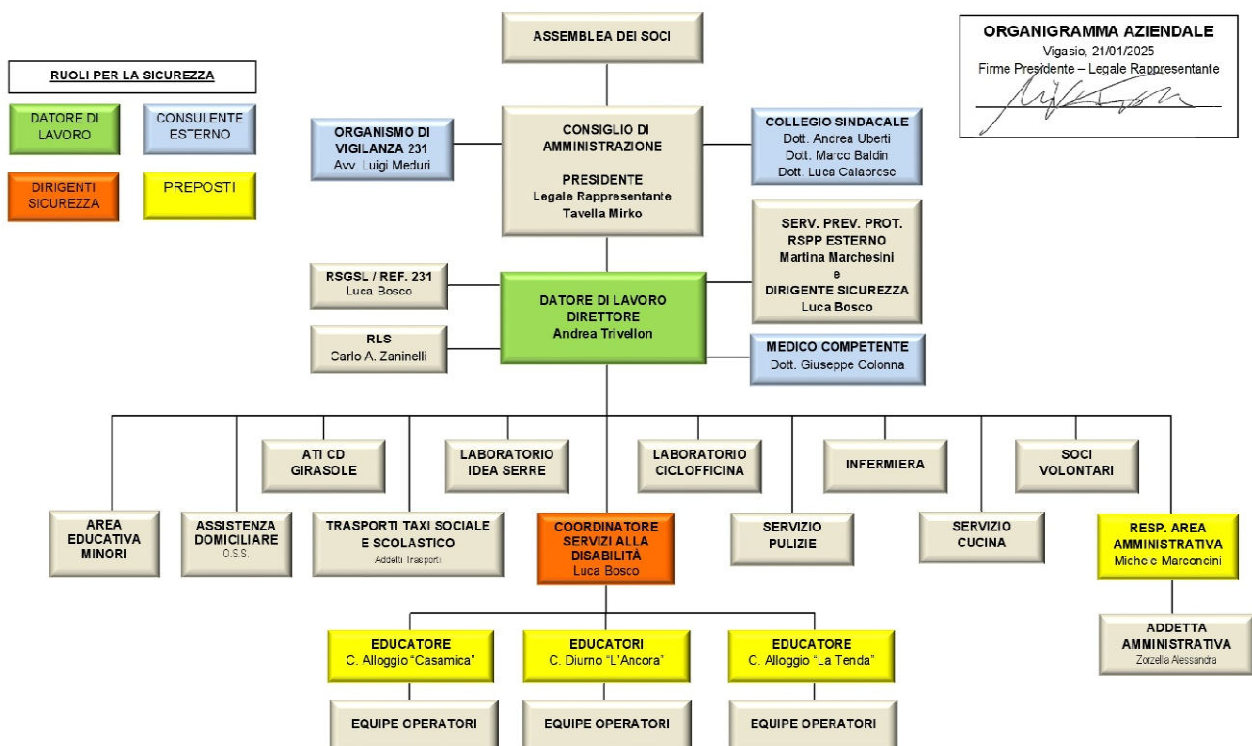 ASSEMBLEA DEI SOCI
ORGANIGRAMMA AZIENDALE
Vigasio, 21/01/2025
Firme Presidente – Legale Rappresentante
RUOLI PER LA SICUREZZA
DATORE DI
LAVORO
CONSULENTE
ESTERNO
DIRIGENTI
SICUREZZA
PREPOSTI
ORGANISMO DI
VIGILANZA 231
Avv. Luigi Meduri
CONSIGLIO DI
AMMINISTRAZIONE
PRESIDENTE
Legale Rappresentante
Tavella Mirko
COLLEGIO SINDACALE
Dott. Andrea Uberti
Dott. Marco Baldin
Dott. Luca Calabrese
SERV. PREV. PROT.
RSPP ESTERNO
Martina Marchesini
e
DIRIGENTE SICUREZZA
Luca Bosco
RSGSL / REF. 231
Luca Bosco
DATORE DI LAVORO
DIRETTORE
Andrea Trivellon
RLS
Carlo A. Zaninelli
MEDICO COMPETENTE
Dott. Giuseppe Colonna
ATI CD
GIRASOLE
LABORATORIO
IDEA SERRE
LABORATORIO
CICLOFFICINA
INFERMIERA
SOCI
VOLONTARI
AREA
EDUCATIVA
MINORI
ASSISTENZA
DOMICILIARE
O.S.S.
TRASPORTI TAXI SOCIALE
E SCOLASTICO
Addetti Trasporti
COORDINATORE
SERVIZI ALLA
DISABILITÀ
Luca Bosco
SERVIZIO
PULIZIE
SERVIZIO
CUCINA
RESP. AREA
AMMINISTRATIVA
Michele Marconcini
EDUCATORE
C. Alloggio "Casamica"
EDUCATORI
C. Diurno "L'Ancora"
EDUCATORE
C. Alloggio "La Tenda"
ADDETTA
AMMINISTRATIVA
Zorzella Alessandra
EQUIPE OPERATORI
EQUIPE OPERATORI
EQUIPE OPERATORI